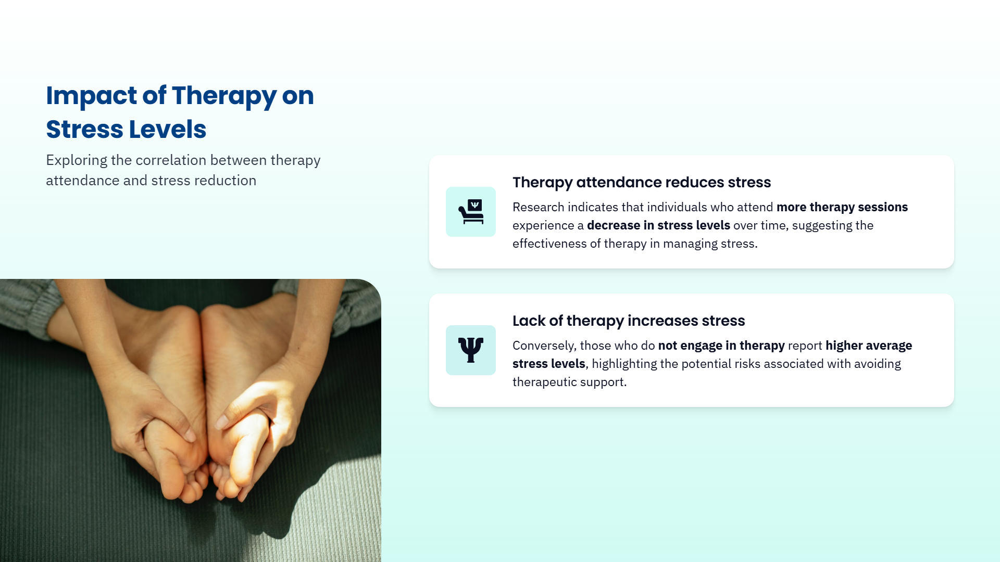 Impact of Therapy on
Stress Levels
Exploring the correlation between therapy
attendance and stress reduction
Therapy attendance reduces stress
Research indicates that individuals who attend more therapy sessions
experience a decrease in stress levels over time, suggesting the
effectiveness of therapy in managing stress.
Lack of therapy increases stress
Conversely, those who do not engage in therapy report higher average
stress levels, highlighting the potential risks associated with avoiding
therapeutic support.